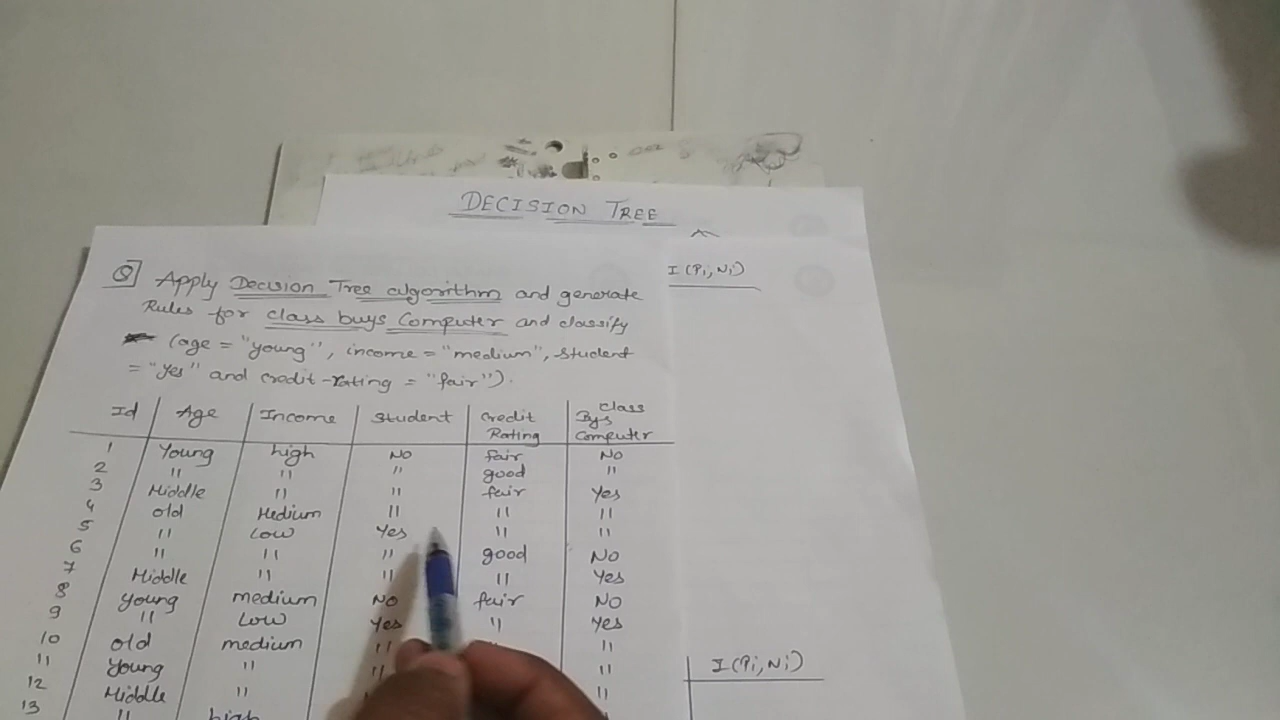 DECISION TREE
I (Pi, Ni)
Q] Apply Decision Tree algorithm and generate
Rules for class buys Computer and classify
(age = "young", income = "medium", student
= "yes" and credit-rating = "fair").
Id Age Income Student Credit Rating Class Bys Computer
1 Young high No fair No
2 " " " good "
3 Middle " " fair Yes
4 old Medium " " "
5 " Low Yes " "
6 " " " good No
7 Middle " " " Yes
8 Young medium No fair No
9 " Low Yes " Yes
10 old medium " "
11 Young " " "
12 Middle " "
13 " high
I (Pi, Ni)